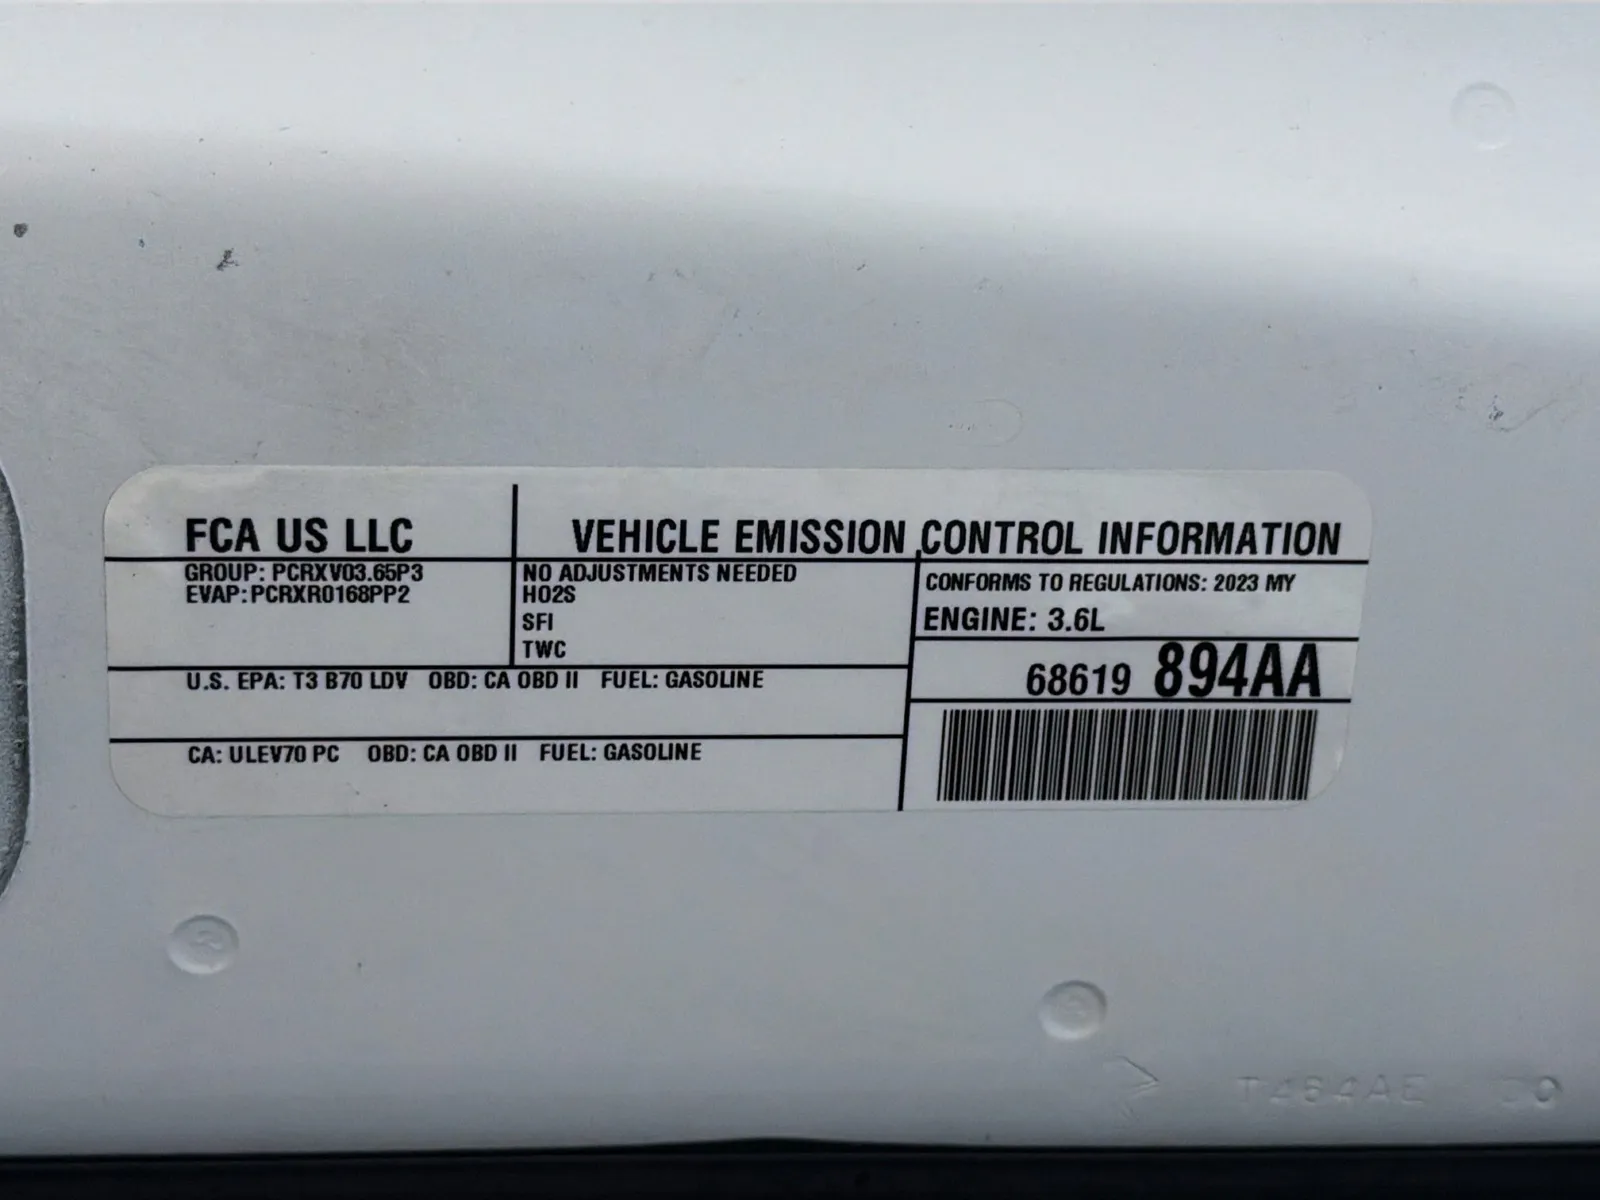 FCA US LLC
VEHICLE EMISSION CONTROL INFORMATION
GROUP: PCRXV03.65P3
EVAP:PCRXR0168PP2
NO ADJUSTMENTS NEEDED
HO2S
SFI
TWC
CONFORMS TO REGULATIONS: 2023 MY
ENGINE: 3.6L
68619 894AA
U.S. EPA: T3 B70 LDV OBD: CA OBD II FUEL: GASOLINE
CA: ULEV70 PC OBD: CA OBD II FUEL: GASOLINE